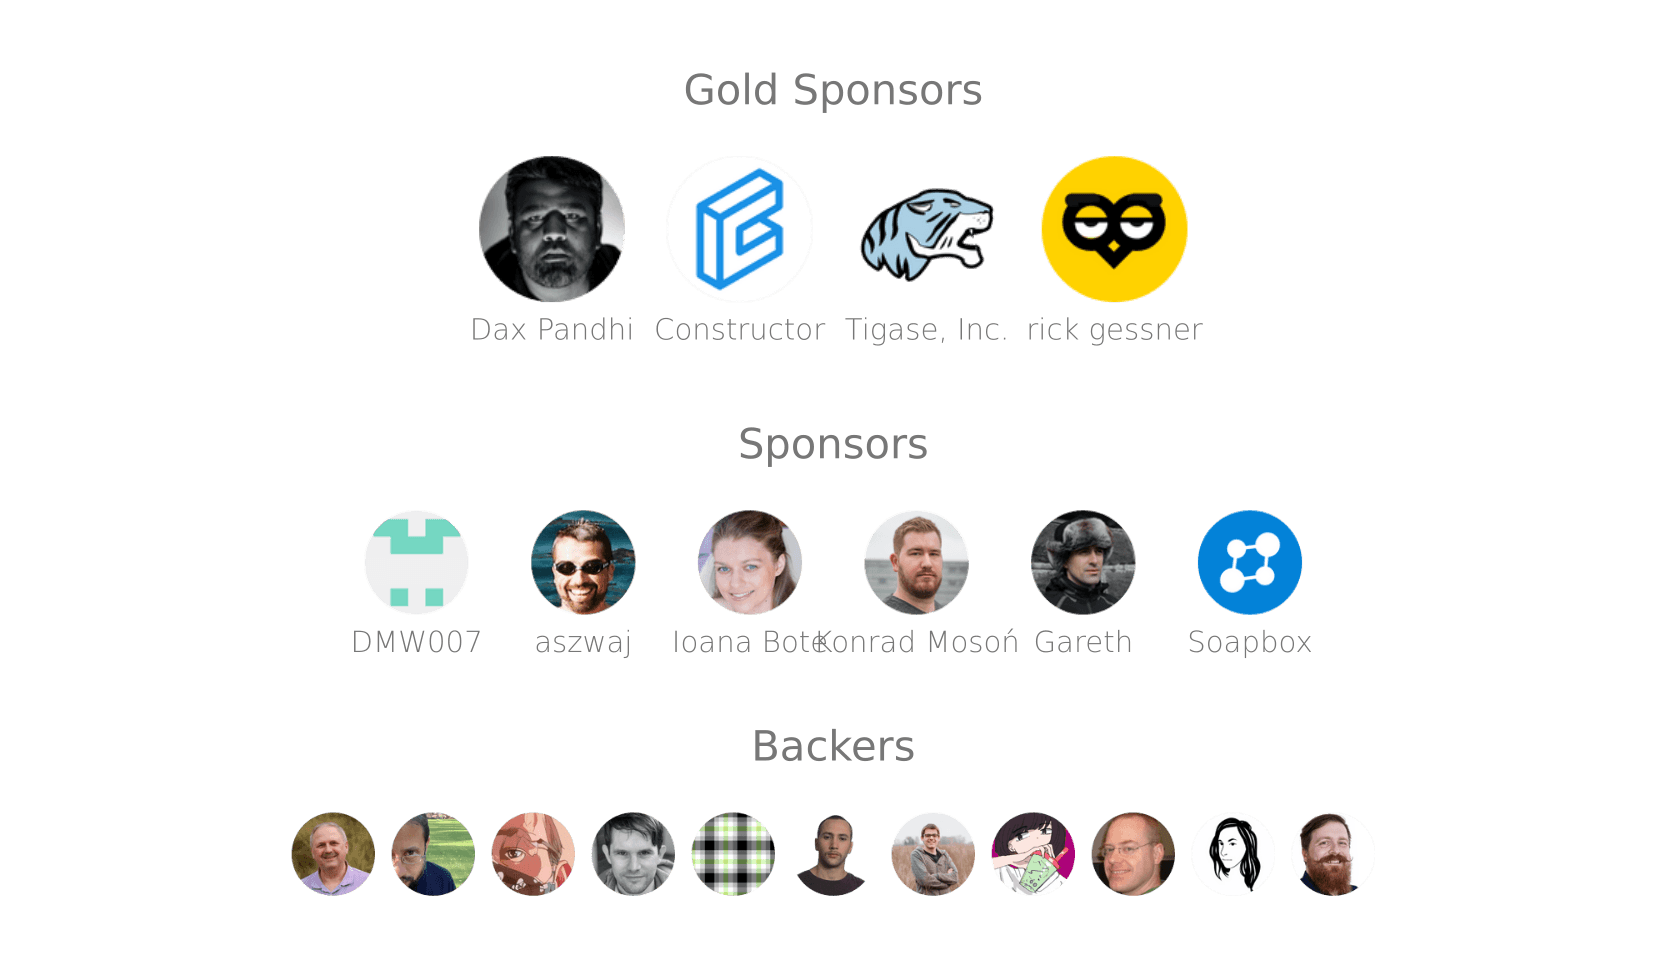 Gold Sponsors
Dax Pandhi Constructor Tigase, Inc. rick gessner
Sponsors
DMW007 aszwaj Ioana Bote Konrad Mosoń Gareth Soapbox
Backers